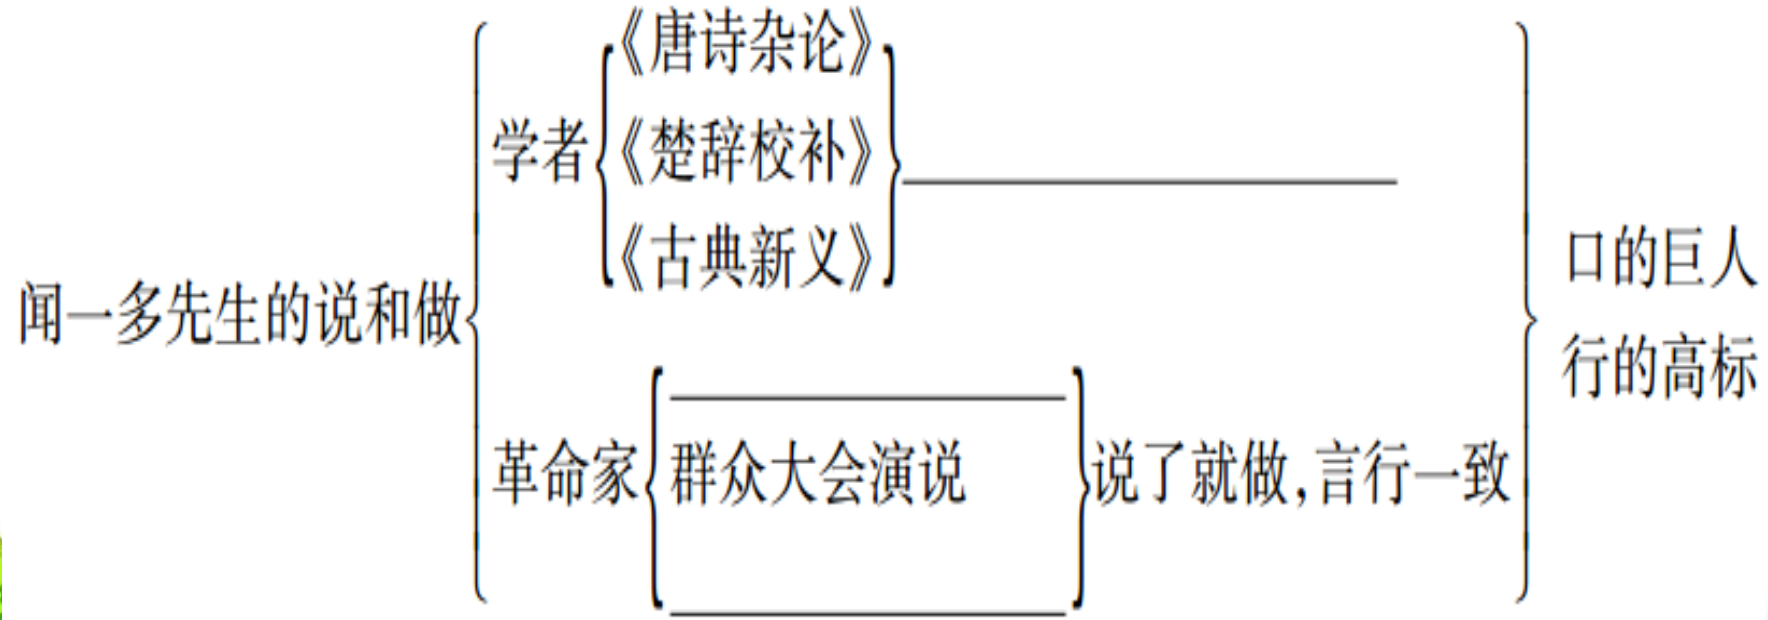 《唐诗杂论》
学者
《楚辞校补》
《古典新义》
闻一多先生的说和做
口的巨人
行的高标
革命家
群众大会演说
说了就做,言行一致